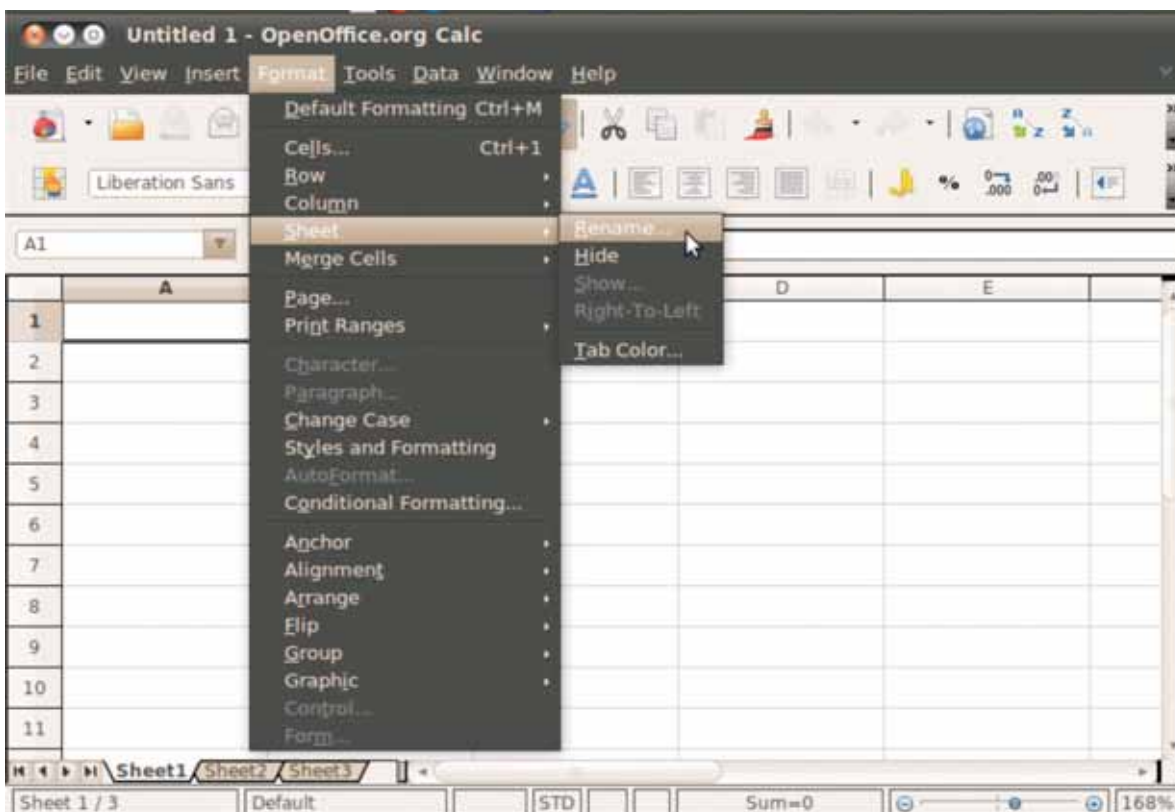 Untitled 1 - OpenOffice.org Calc
File Edit View Insert Format Tools Data Window Help
Default Formatting Ctrl+M
Cells... Ctrl+1
Row
Column
Sheet
Merge Cells
Page...
Print Ranges
Character...
Paragraph...
Change Case
Styles and Formatting
AutoFormat...
Conditional Formatting...
Anchor
Alignment
Arrange
Flip
Group
Graphic
Control...
Form...
Rename...
Hide
Show...
Right-To-Left
Tab Color...
Liberation Sans
A1
A D E
1
2
3
4
5
6
7
8
9
10
11
Sheet1 Sheet2 Sheet3
Sheet 1 / 3 Default STD Sum=0 168%